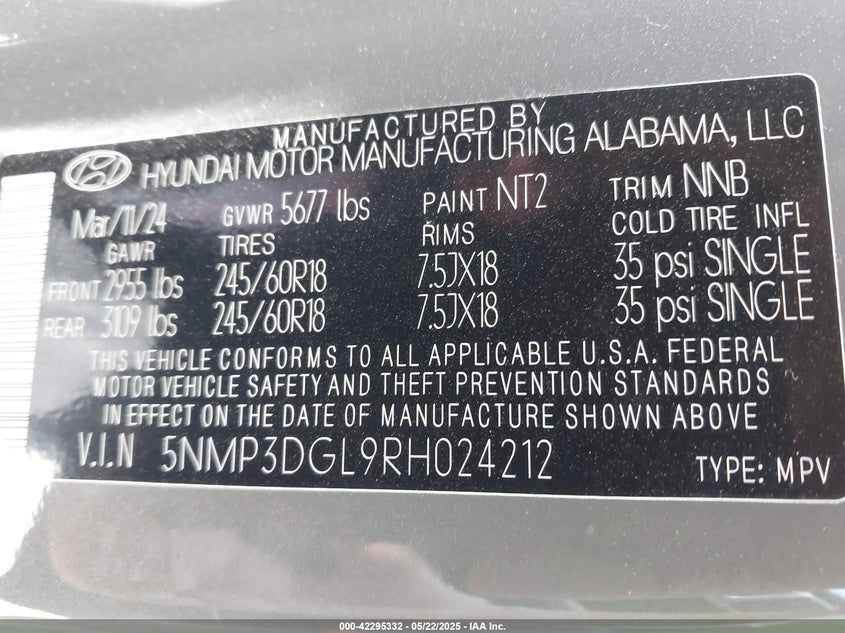 MANUFACTURED BY
HYUNDAI MOTOR MANUFACTURING ALABAMA, LLC
Mar/11/24 GVWR 5677 lbs PAINT NT2 TRIM NNB
GAWR TIRES RIMS COLD TIRE INFL
FRONT 2955 lbs 245/60R18 7.5JX18 35 psi SINGLE
REAR 3109 lbs 245/60R18 7.5JX18 35 psi SINGLE
THIS VEHICLE CONFORMS TO ALL APPLICABLE U.S.A. FEDERAL
MOTOR VEHICLE SAFETY AND THEFT PREVENTION STANDARDS
IN EFFECT ON THE DATE OF MANUFACTURE SHOWN ABOVE.
V.I.N 5NMP3DGL9RH024212 TYPE: MPV
000-42295332 - 05/22/2025 - IAA Inc.